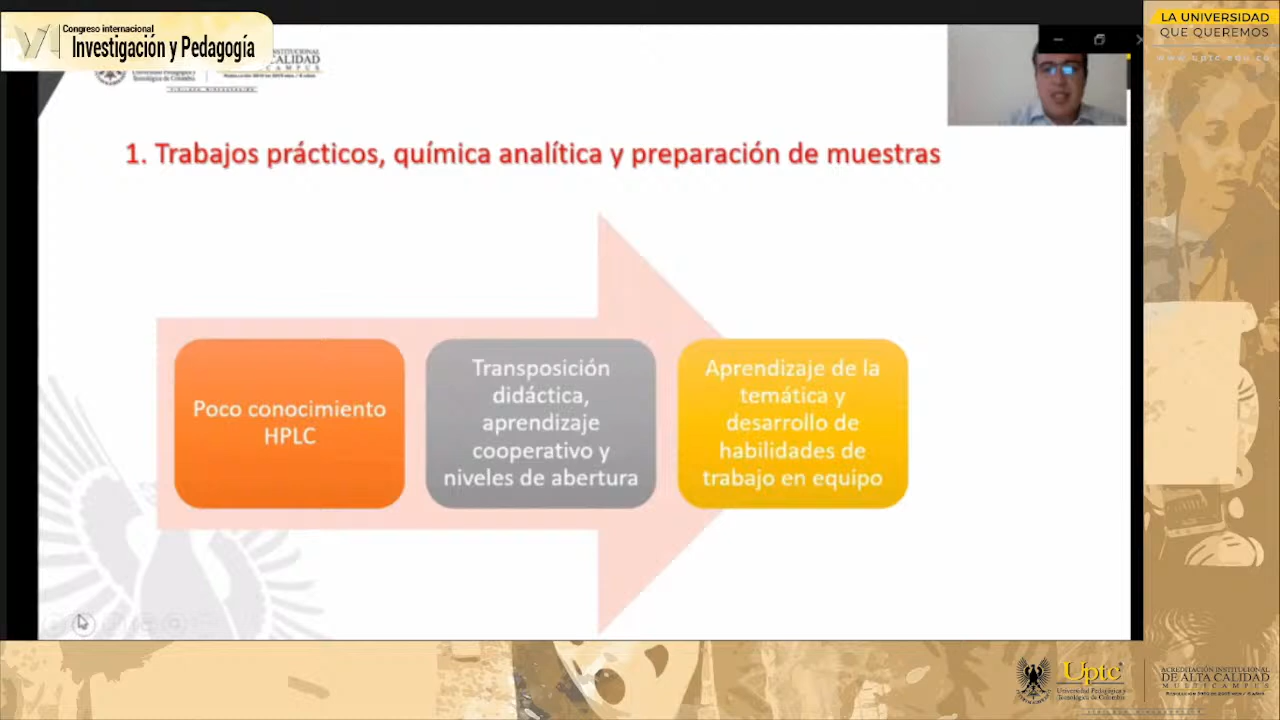 Congreso internacional
Investigación y Pedagogía
LA UNIVERSIDAD
QUE QUEREMOS
www.uptc.edu.co
CALIDAD
1. Trabajos prácticos, química analítica y preparación de muestras
Poco conocimiento
HPLC
Transposición
didáctica,
aprendizaje
cooperativo y
niveles de abertura
Aprendizaje de la
temática y
desarrollo de
habilidades de
trabajo en equipo
Uptc
Universidad Pedagógica y
Tecnológica de Colombia
ACREDITACIÓN INSTITUCIONAL
DE ALTA CALIDAD
MULTICAMPUS